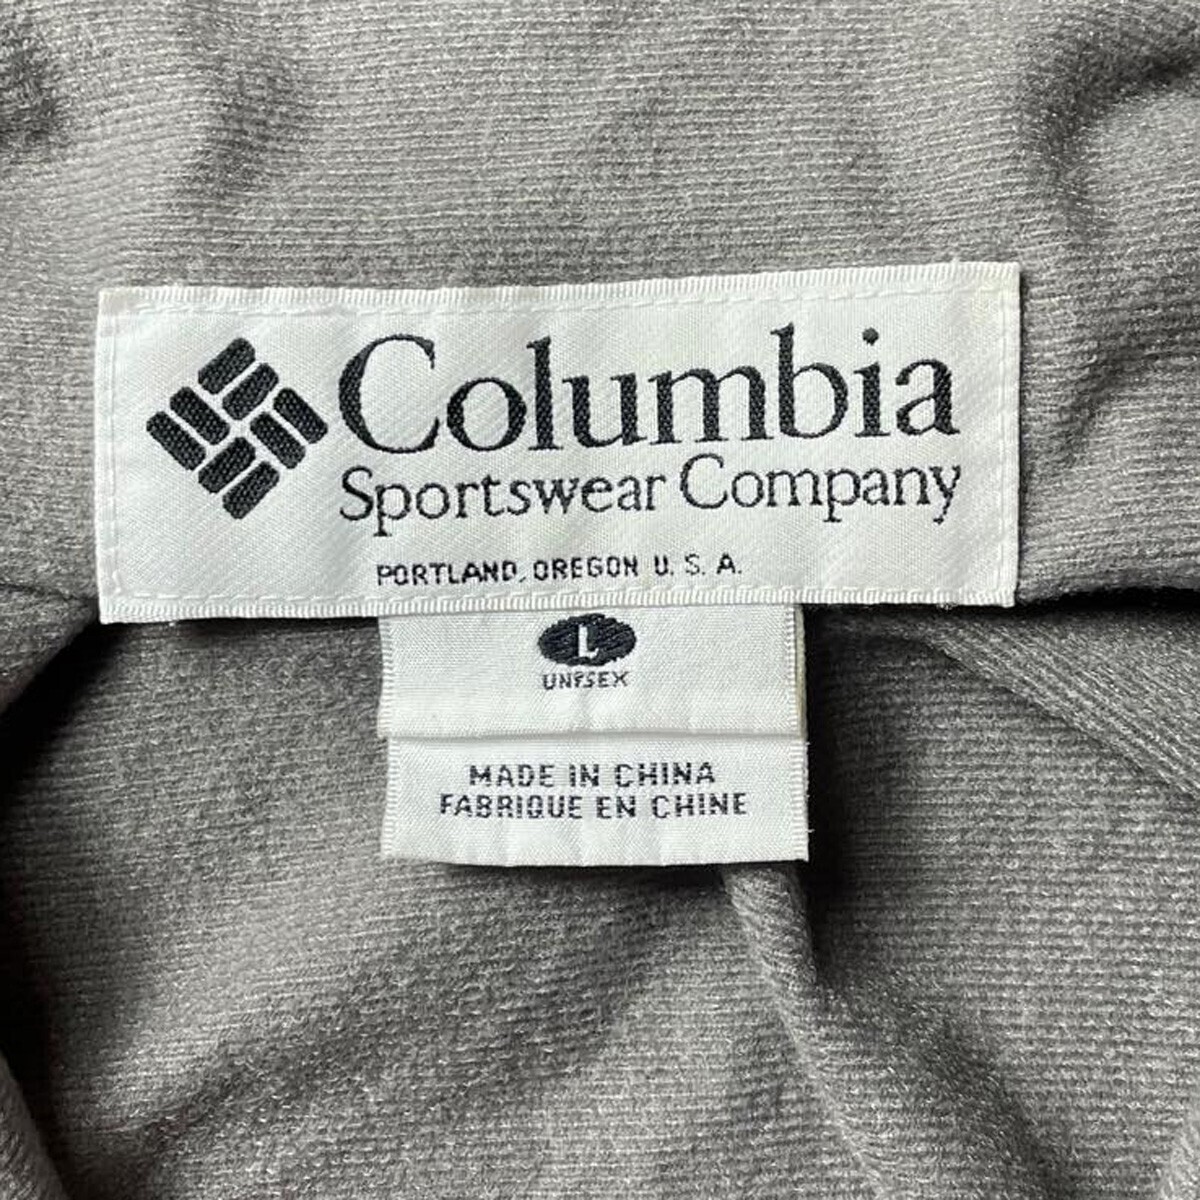 Columbia
Sportswear Company
PORTLAND, OREGON U. S. A.
L
UNISEX
MADE IN CHINA
FABRIQUE EN CHINE